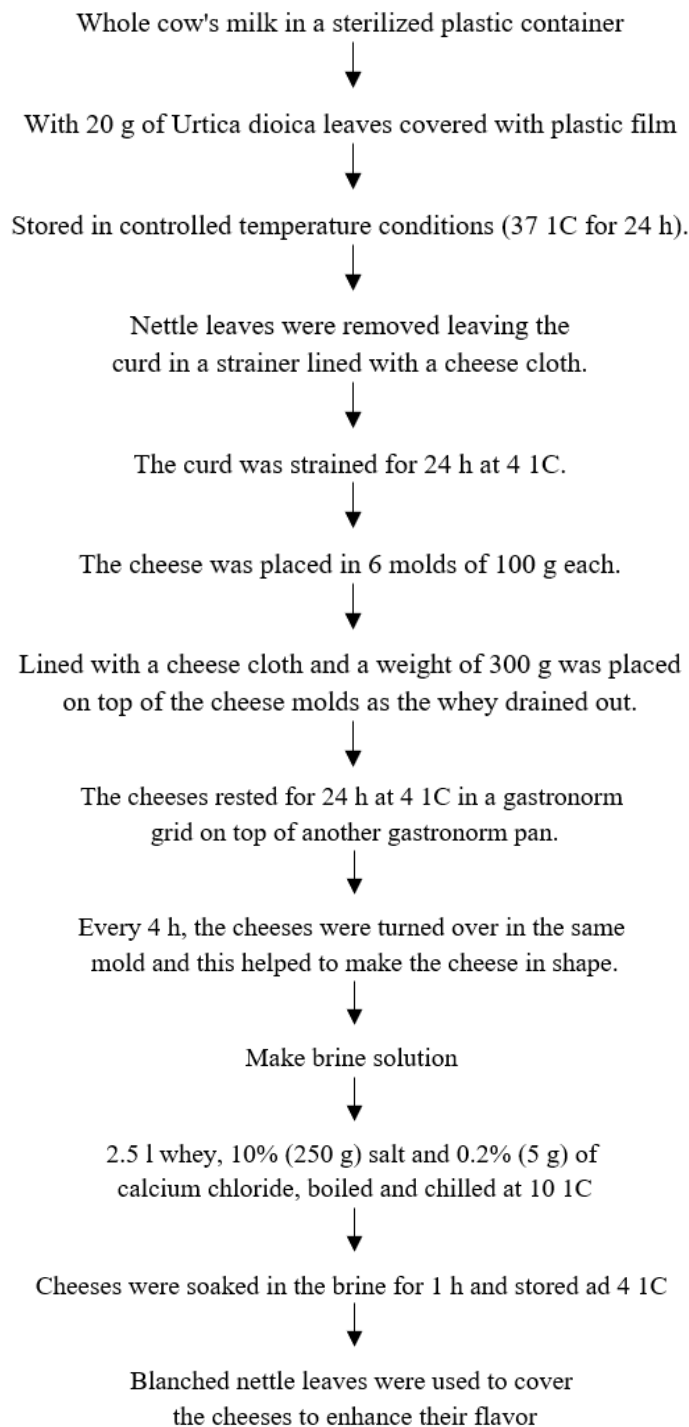 Whole cow's milk in a sterilized plastic container
With 20 g of Urtica dioica leaves covered with plastic film
Stored in controlled temperature conditions (37 1C for 24 h).
Nettle leaves were removed leaving the
curd in a strainer lined with a cheese cloth.
The curd was strained for 24 h at 4 1C.
The cheese was placed in 6 molds of 100 g each.
Lined with a cheese cloth and a weight of 300 g was placed
on top of the cheese molds as the whey drained out.
The cheeses rested for 24 h at 4 1C in a gastronorm
grid on top of another gastronorm pan.
Every 4 h, the cheeses were turned over in the same
mold and this helped to make the cheese in shape.
Make brine solution
2.5 l whey, 10% (250 g) salt and 0.2% (5 g) of
calcium chloride, boiled and chilled at 10 1C
Cheeses were soaked in the brine for 1 h and stored ad 4 1C
Blanched nettle leaves were used to cover
the cheeses to enhance their flavor